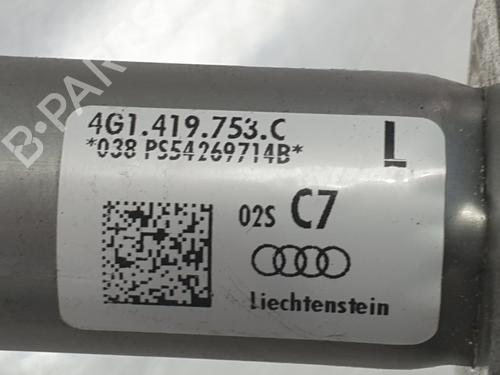 4G1.419.753.C
*038 PS54269714B*
L
02S C7
Liechtenstein
B-PARTS